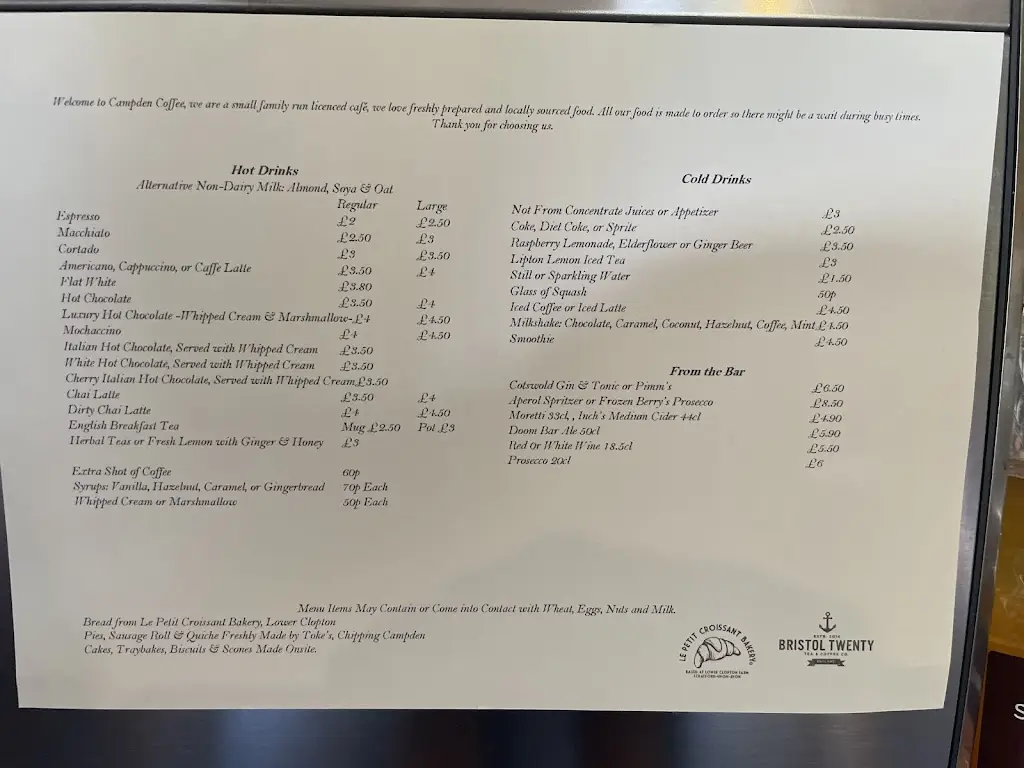 Welcome to Campden Coffee, we are a small family run licenced café, we love freshly prepared and locally sourced food. All our food is made to order so there might be a wait during busy times.
Thank you for choosing us.
Hot Drinks
Alternative Non-Dairy Milk: Almond, Soya & Oat
Regular Large
Espresso £2 £2.50
Macchiato £2.50 £3
Cortado £3 £3.50
Americano, Cappuccino, or Caffe Latte £3.50 £4
Flat White £3.80
Hot Chocolate £3.50 £4
Luxury Hot Chocolate -Whipped Cream & Marshmallow-£4 £4.50
Mochaccino £4 £4.50
Italian Hot Chocolate, Served with Whipped Cream £3.50
White Hot Chocolate, Served with Whipped Cream £3.50
Cherry Italian Hot Chocolate, Served with Whipped Cream£3.50
Chai Latte £3.50 £4
Dirty Chai Latte £4 £4.50
English Breakfast Tea Mug £2.50 Pot £3
Herbal Teas or Fresh Lemon with Ginger & Honey £3
Extra Shot of Coffee 60p
Syrups: Vanilla, Hazelnut, Caramel, or Gingerbread 70p Each
Whipped Cream or Marshmallow 50p Each
Cold Drinks
Not From Concentrate Juices or Appetizer £3
Coke, Diet Coke, or Sprite £2.50
Raspberry Lemonade, Elderflower or Ginger Beer £3.50
Lipton Lemon Iced Tea £3
Still or Sparkling Water £1.50
Glass of Squash 50p
Iced Coffee or Iced Latte £4.50
Milkshake: Chocolate, Caramel, Coconut, Hazelnut, Coffee, Mint £4.50
Smoothie £4.50
From the Bar
Cotswold Gin & Tonic or Pimm's £6.50
Aperol Spritzer or Frozen Berry's Prosecco £8.50
Moretti 33cl, , Inch's Medium Cider 44cl £4.90
Doom Bar Ale 50cl £5.90
Red Or White Wine 18.5cl £5.50
Prosecco 20cl £6
Menu Items May Contain or Come into Contact with Wheat, Eggs, Nuts and Milk.
Bread from Le Petit Croissant Bakery, Lower Clopton
Pies, Sausage Roll & Quiche Freshly Made by Toke's, Chipping Campden
Cakes, Traybakes, Biscuits & Scones Made Onsite.
LE PETIT CROISSANT BAKERY
BASED AT LOWER CLOPTON FARM
STRATFORD-UPON-AVON
BRISTOL TWENTY
TEA & COFFEE CO.
S